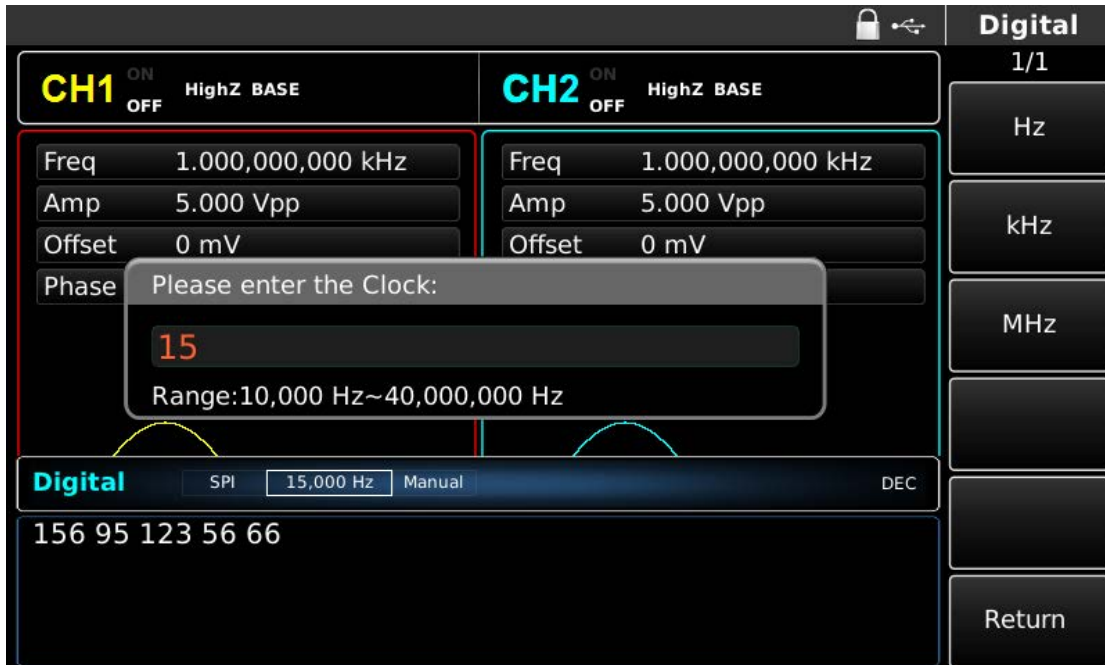 Digital
1/1
CH1 ON OFF HighZ BASE
CH2 ON OFF HighZ BASE
Freq 1.000,000,000 kHz
Amp 5.000 Vpp
Offset 0 mV
Phase
Freq 1.000,000,000 kHz
Amp 5.000 Vpp
Offset 0 mV
Please enter the Clock:
15
Range:10,000 Hz~40,000,000 Hz
Digital SPI 15,000 Hz Manual DEC
156 95 123 56 66
Hz
kHz
MHz
Return